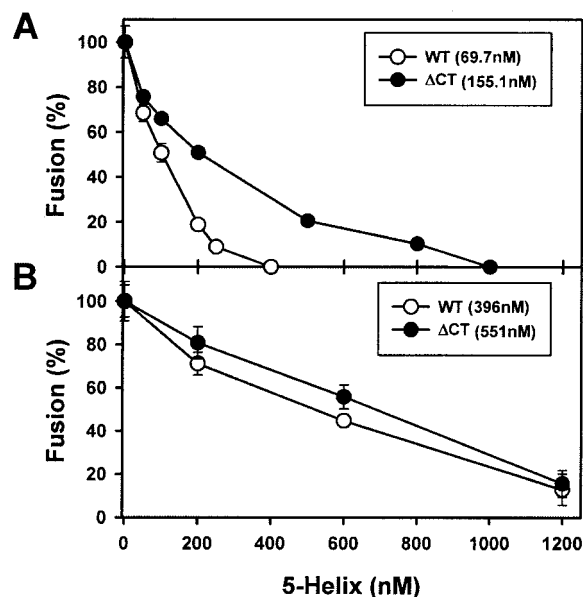 A
100
80
60
40
20
0
Fusion (%)
WT (69.7nM)
ΔCT (155.1nM)
B
100
80
60
40
20
0
Fusion (%)
WT (396nM)
ΔCT (551nM)
0 200 400 600 800 1000 1200
5-Helix (nM)